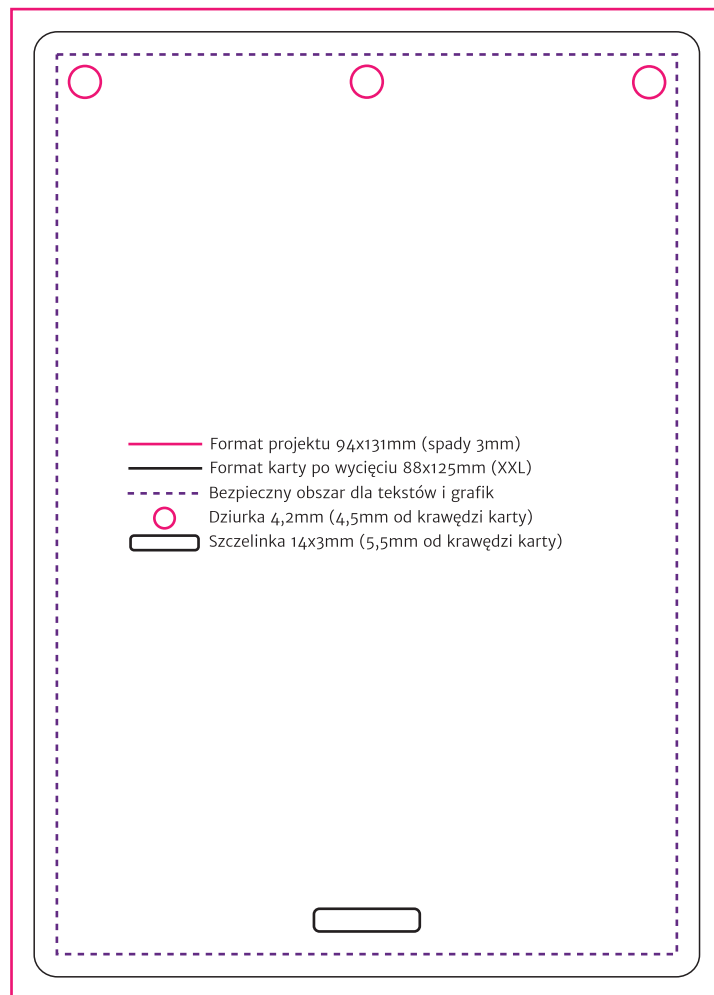 Format projektu 94x131mm (spady 3mm)
Format karty po wycięciu 88x125mm (XXL)
Bezpieczny obszar dla tekstów i grafik
Dziurka 4,2mm (4,5mm od krawędzi karty)
Szczelinka 14x3mm (5,5mm od krawędzi karty)